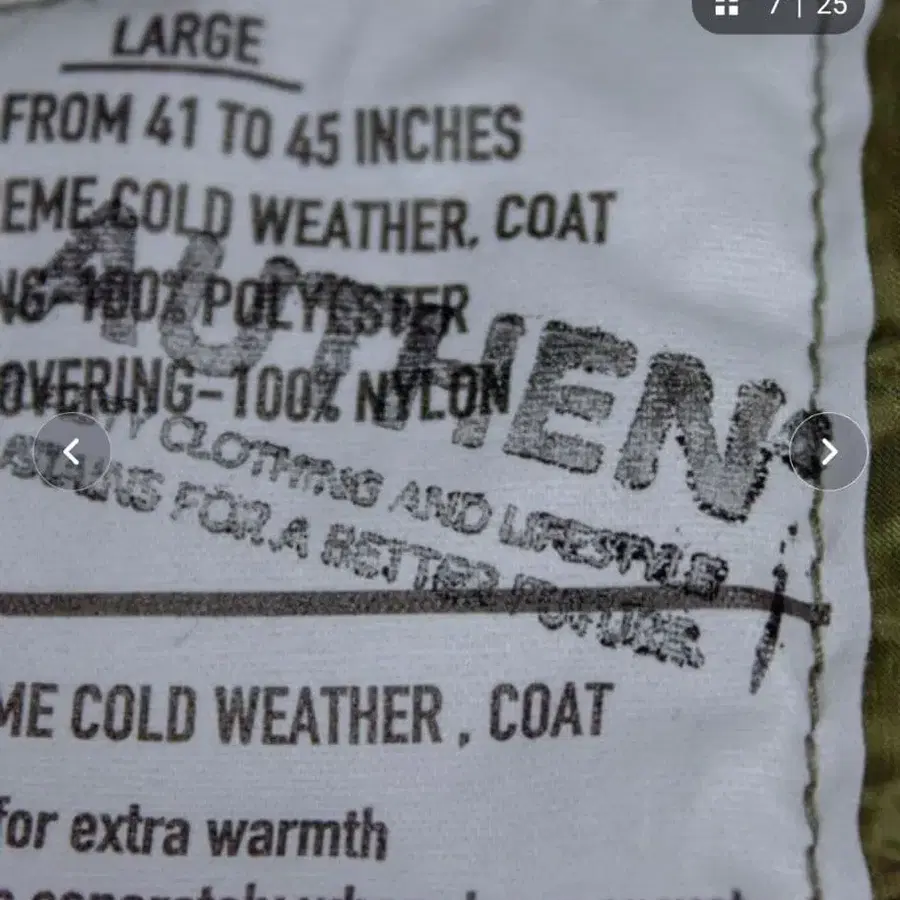 7 | 25
LARGE
FROM 41 TO 45 INCHES
EME COLD WEATHER, COAT
NG-100% POLYESTER
OVERING-100% NYLON
AUTHEN
CLOTHING AND LIFESTYLE
FOR A BETTER FUTURE
ME COLD WEATHER , COAT
for extra warmth